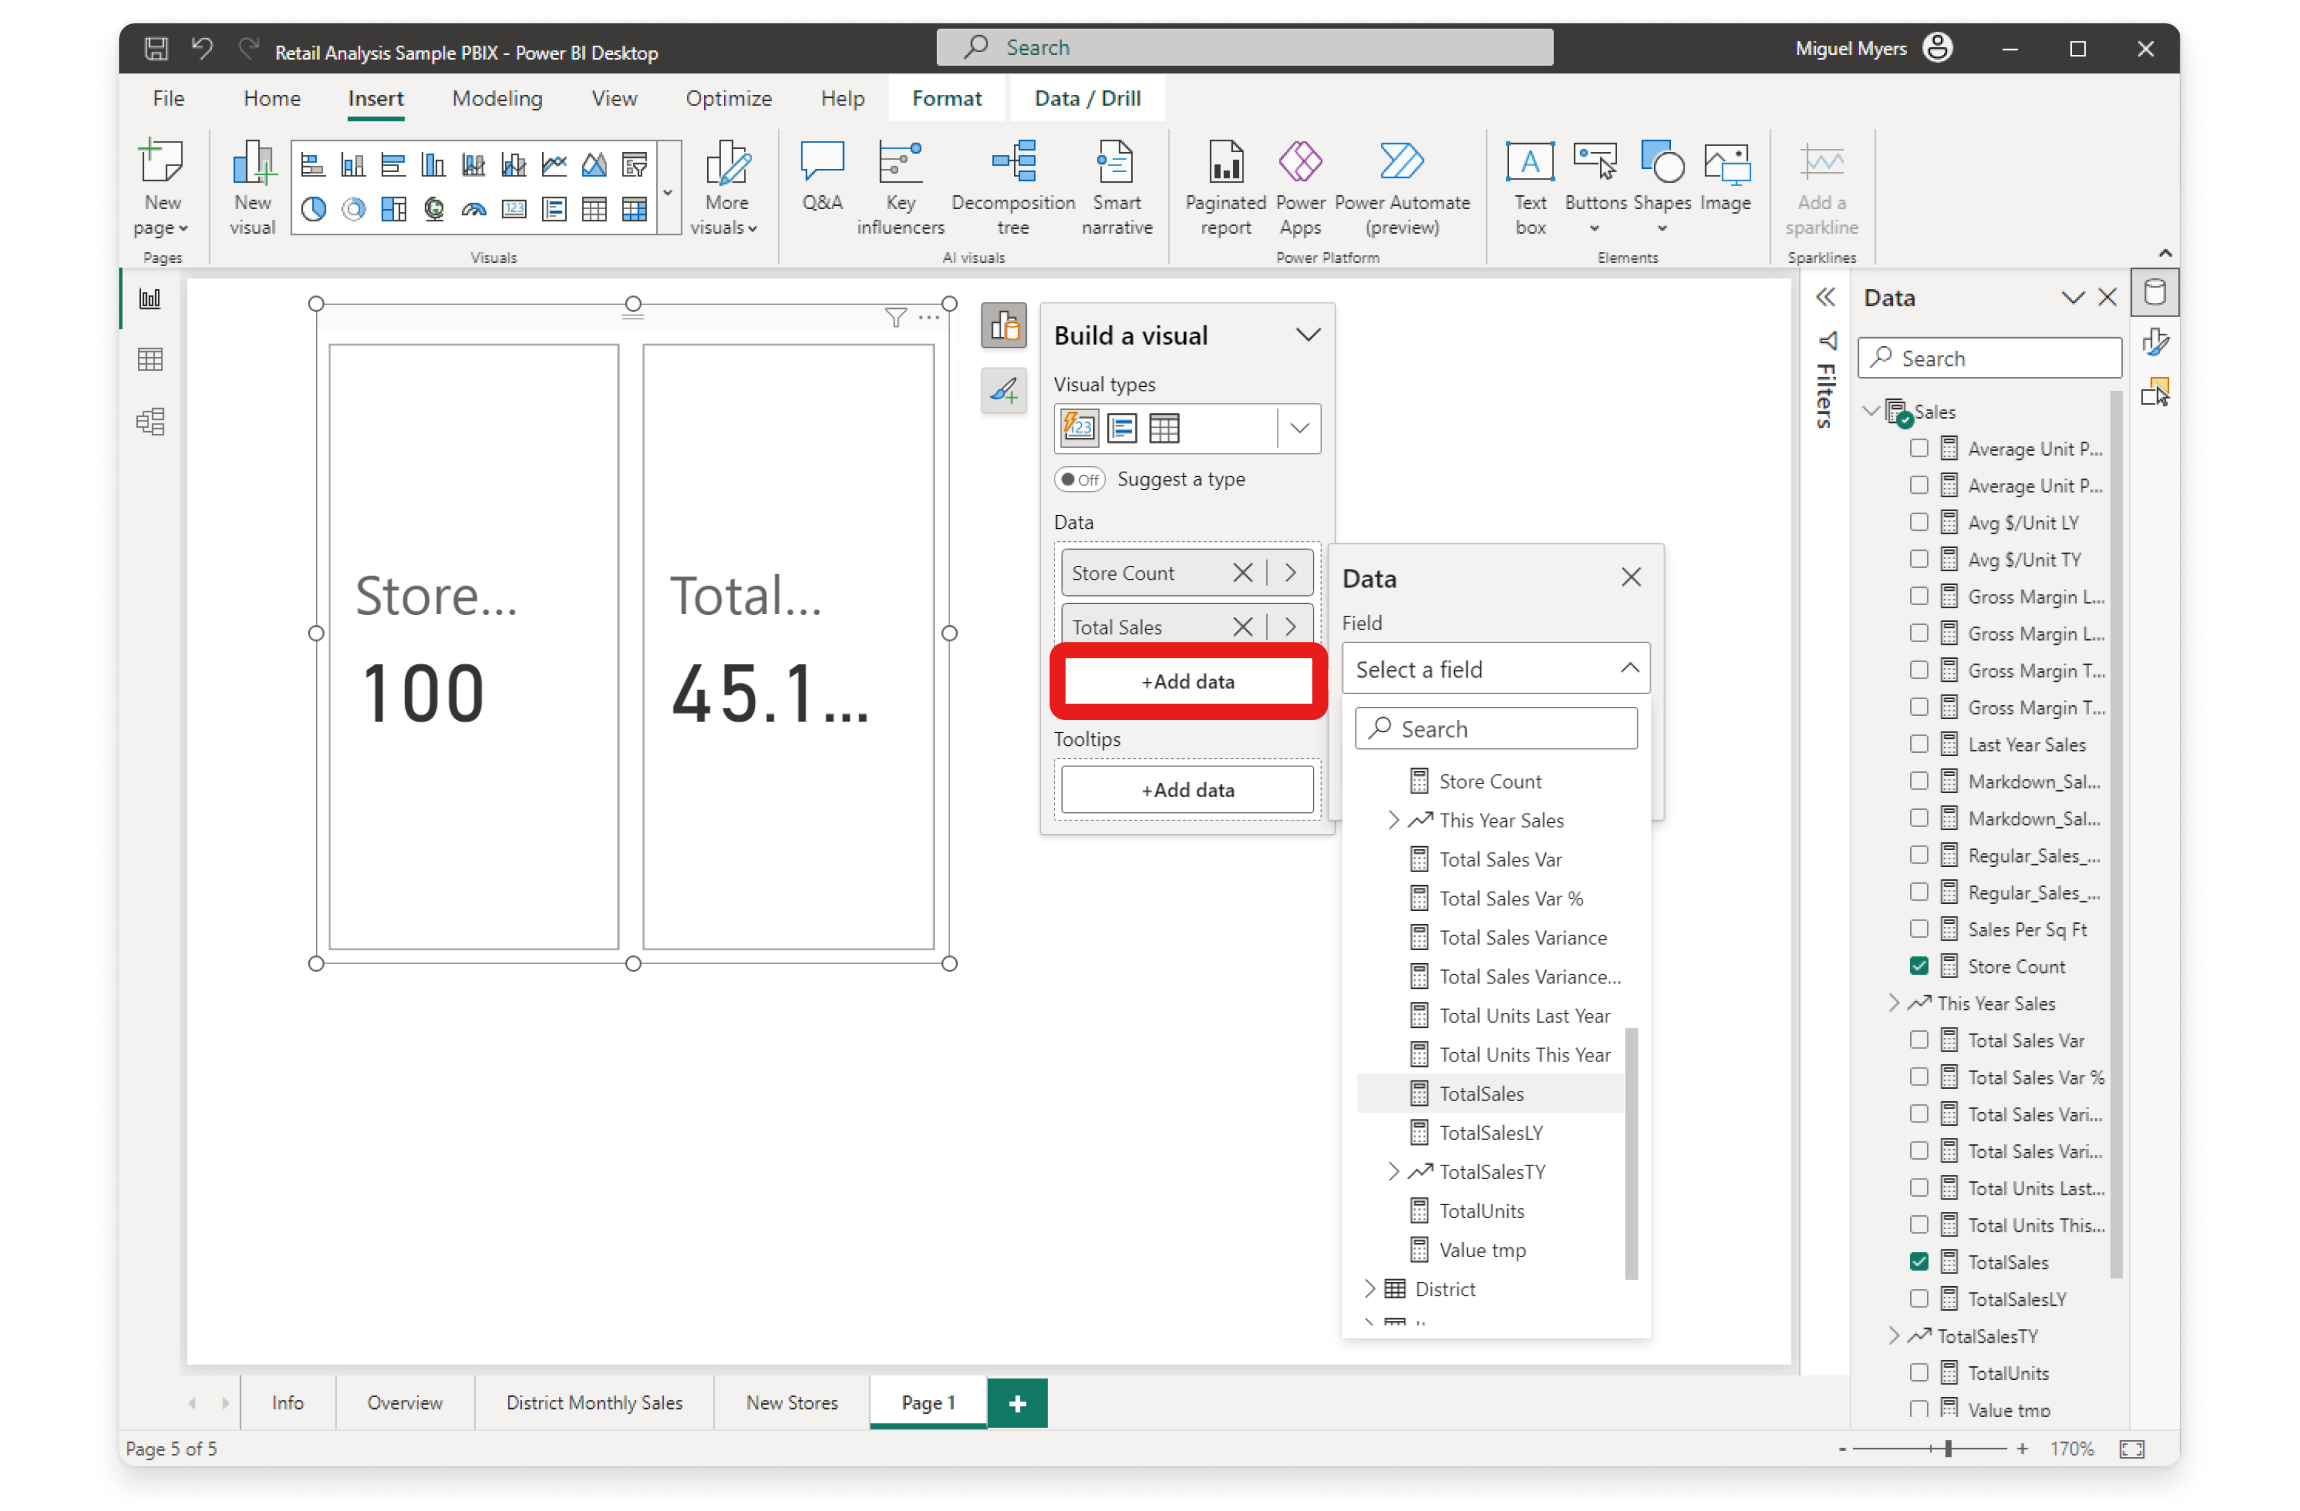 Retail Analysis Sample PBIX - Power BI Desktop
Search
Miguel Myers
File
Home
Insert
Modeling
View
Optimize
Help
Format
Data / Drill
New page
New visual
More visuals
Q&A
Key influencers
Decomposition tree
Smart narrative
Paginated report
Power Apps
Power Automate (preview)
Text box
Buttons
Shapes
Image
Add a sparkline
Pages
Visuals
AI visuals
Power Platform
Elements
Sparklines
Store...
100
Total...
45.1...
Build a visual
Visual types
123
Off
Suggest a type
Data
Store Count
Total Sales
+Add data
Tooltips
+Add data
Data
Field
Select a field
Search
Store Count
This Year Sales
Total Sales Var
Total Sales Var %
Total Sales Variance
Total Sales Variance...
Total Units Last Year
Total Units This Year
TotalSales
TotalSalesLY
TotalSalesTY
TotalUnits
Value tmp
District
Filters
Data
Search
Sales
Average Unit P...
Average Unit P...
Avg $/Unit LY
Avg $/Unit TY
Gross Margin L...
Gross Margin L...
Gross Margin T...
Gross Margin T...
Last Year Sales
Markdown_Sal...
Markdown_Sal...
Regular_Sales_...
Regular_Sales_...
Sales Per Sq Ft
Store Count
This Year Sales
Total Sales Var
Total Sales Var %
Total Sales Vari...
Total Sales Vari...
Total Units Last...
Total Units This...
TotalSales
TotalSalesLY
TotalSalesTY
TotalUnits
Value tmp
Info
Overview
District Monthly Sales
New Stores
Page 1
+
Page 5 of 5
- + 170%